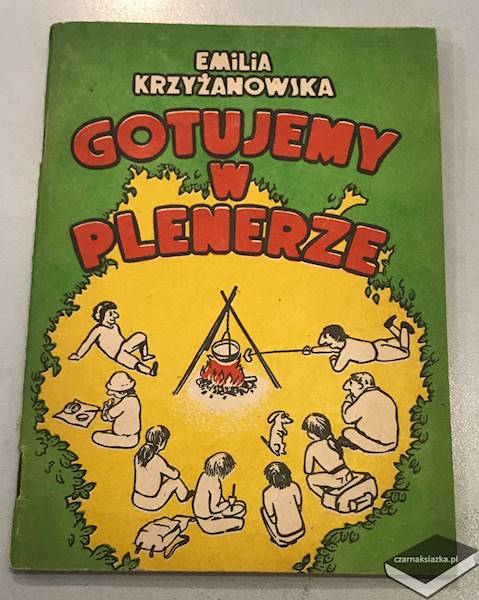 EMILIA
KRZYŻANOWSKA
GOTUJEMY
W
PLENERZE
czarnaksiazka.pl